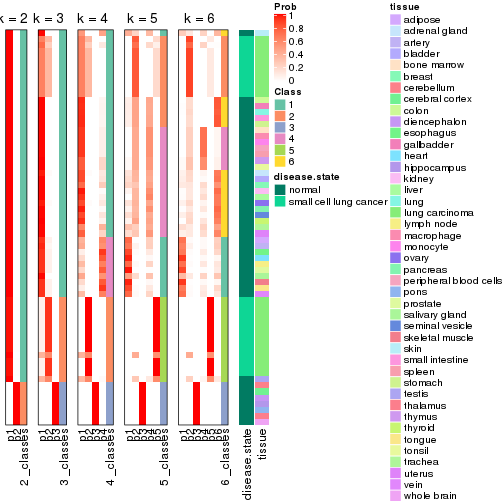 k = 2
k = 3
k = 4
k = 5
k = 6
p1
p2
2_classes
p1
p2
p3
3_classes
p1
p2
p3
p4
4_classes
p1
p2
p3
p4
p5
5_classes
p1
p2
p3
p4
p5
p6
6_classes
disease.state
tissue
Prob
1
0.8
0.6
0.4
0.2
0
Class
1
2
3
4
5
6
disease.state
normal
small cell lung cancer
tissue
adipose
adrenal gland
artery
bladder
bone marrow
breast
cerebellum
cerebral cortex
colon
diencephalon
esophagus
gallbadder
heart
hippocampus
kidney
liver
lung
lung carcinoma
lymph node
macrophage
monocyte
ovary
pancreas
peripheral blood cells
pons
prostate
salivary gland
seminal vesicle
skeletal muscle
skin
small intestine
spleen
stomach
testis
thalamus
thymus
thyroid
tongue
tonsil
trachea
uterus
vein
whole brain